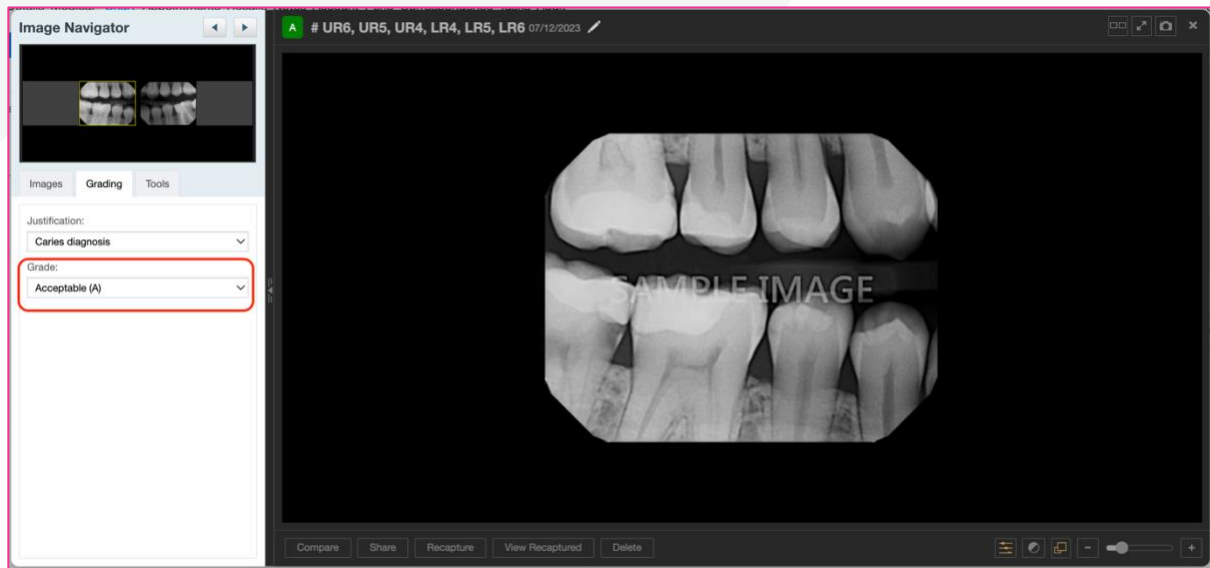 Image Navigator
A # UR6, UR5, UR4, LR4, LR5, LR6 07/12/2023
Images Grading Tools
Justification:
Caries diagnosis
Grade:
Acceptable (A)
SAMPLE IMAGE
Compare Share Recapture View Recaptured Delete